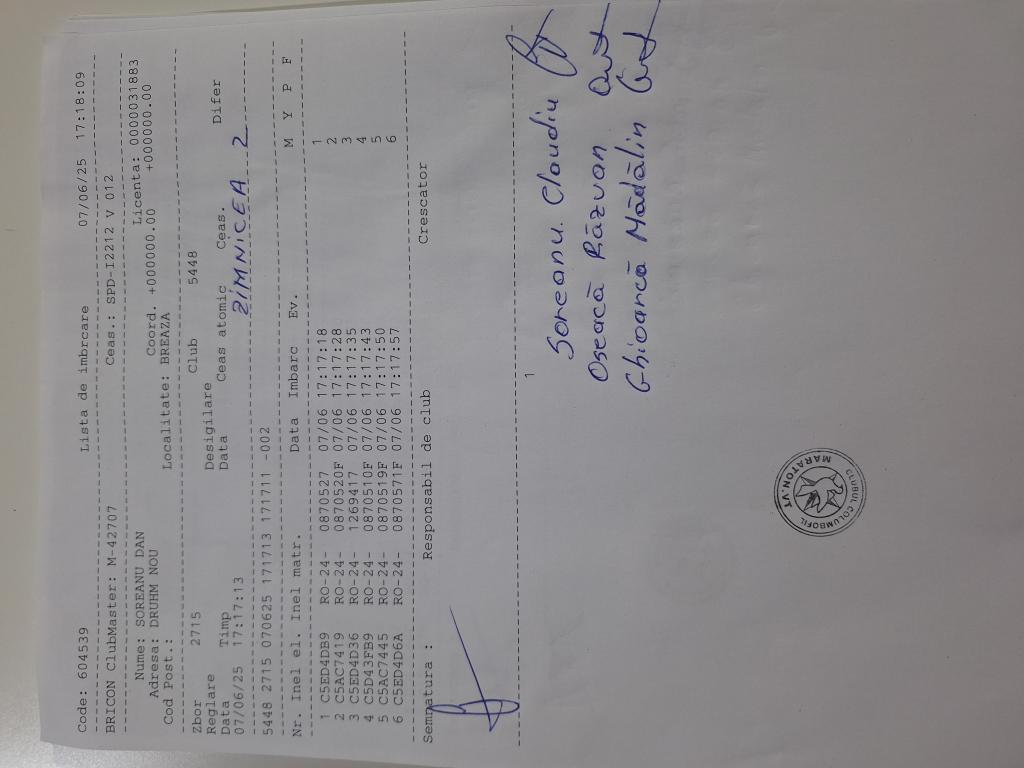 Code: 604539 Lista de imbrcare 07/06/25 17:18:09
BRICON ClubMaster: M-42707 Ceas.: SPD-I2212 V 012
Nume: SOREANU DAN Licenta: 0000031883
Adresa: DRUHM NOU Coord. +000000.00 +000000.00
Cod Post.: Localitate: BREAZA
Zbor 2715 Club 5448
Reglare Desigilare
Data Timp Data Ceas atomic Ceas. Difer
07/06/25 17:17:13 ZIMNICEA 2
5448 2715 070625 171713 171711 -002
Nr. Inel el. Inel matr. Data Imbarc Ev. M Y P F
1 C5ED4DB9 RO-24- 0870527 07/06 17:17:18 1
2 C5AC7419 RO-24- 0870520F 07/06 17:17:28 2
3 C5ED4D36 RO-24- 1269417 07/06 17:17:35 3
4 C5D43FB9 RO-24- 0870510F 07/06 17:17:43 4
5 C5AC7445 RO-24- 0870519F 07/06 17:17:50 5
6 C5ED4D6A RO-24- 0870571F 07/06 17:17:57 6
Semnatura : Responsabil de club Crescator
1
Soreanu Claudiu
Oseacă Răzvan
Ghioarcă Mădălin
CLUBUL COLUMBOFIL
MARATON.VT